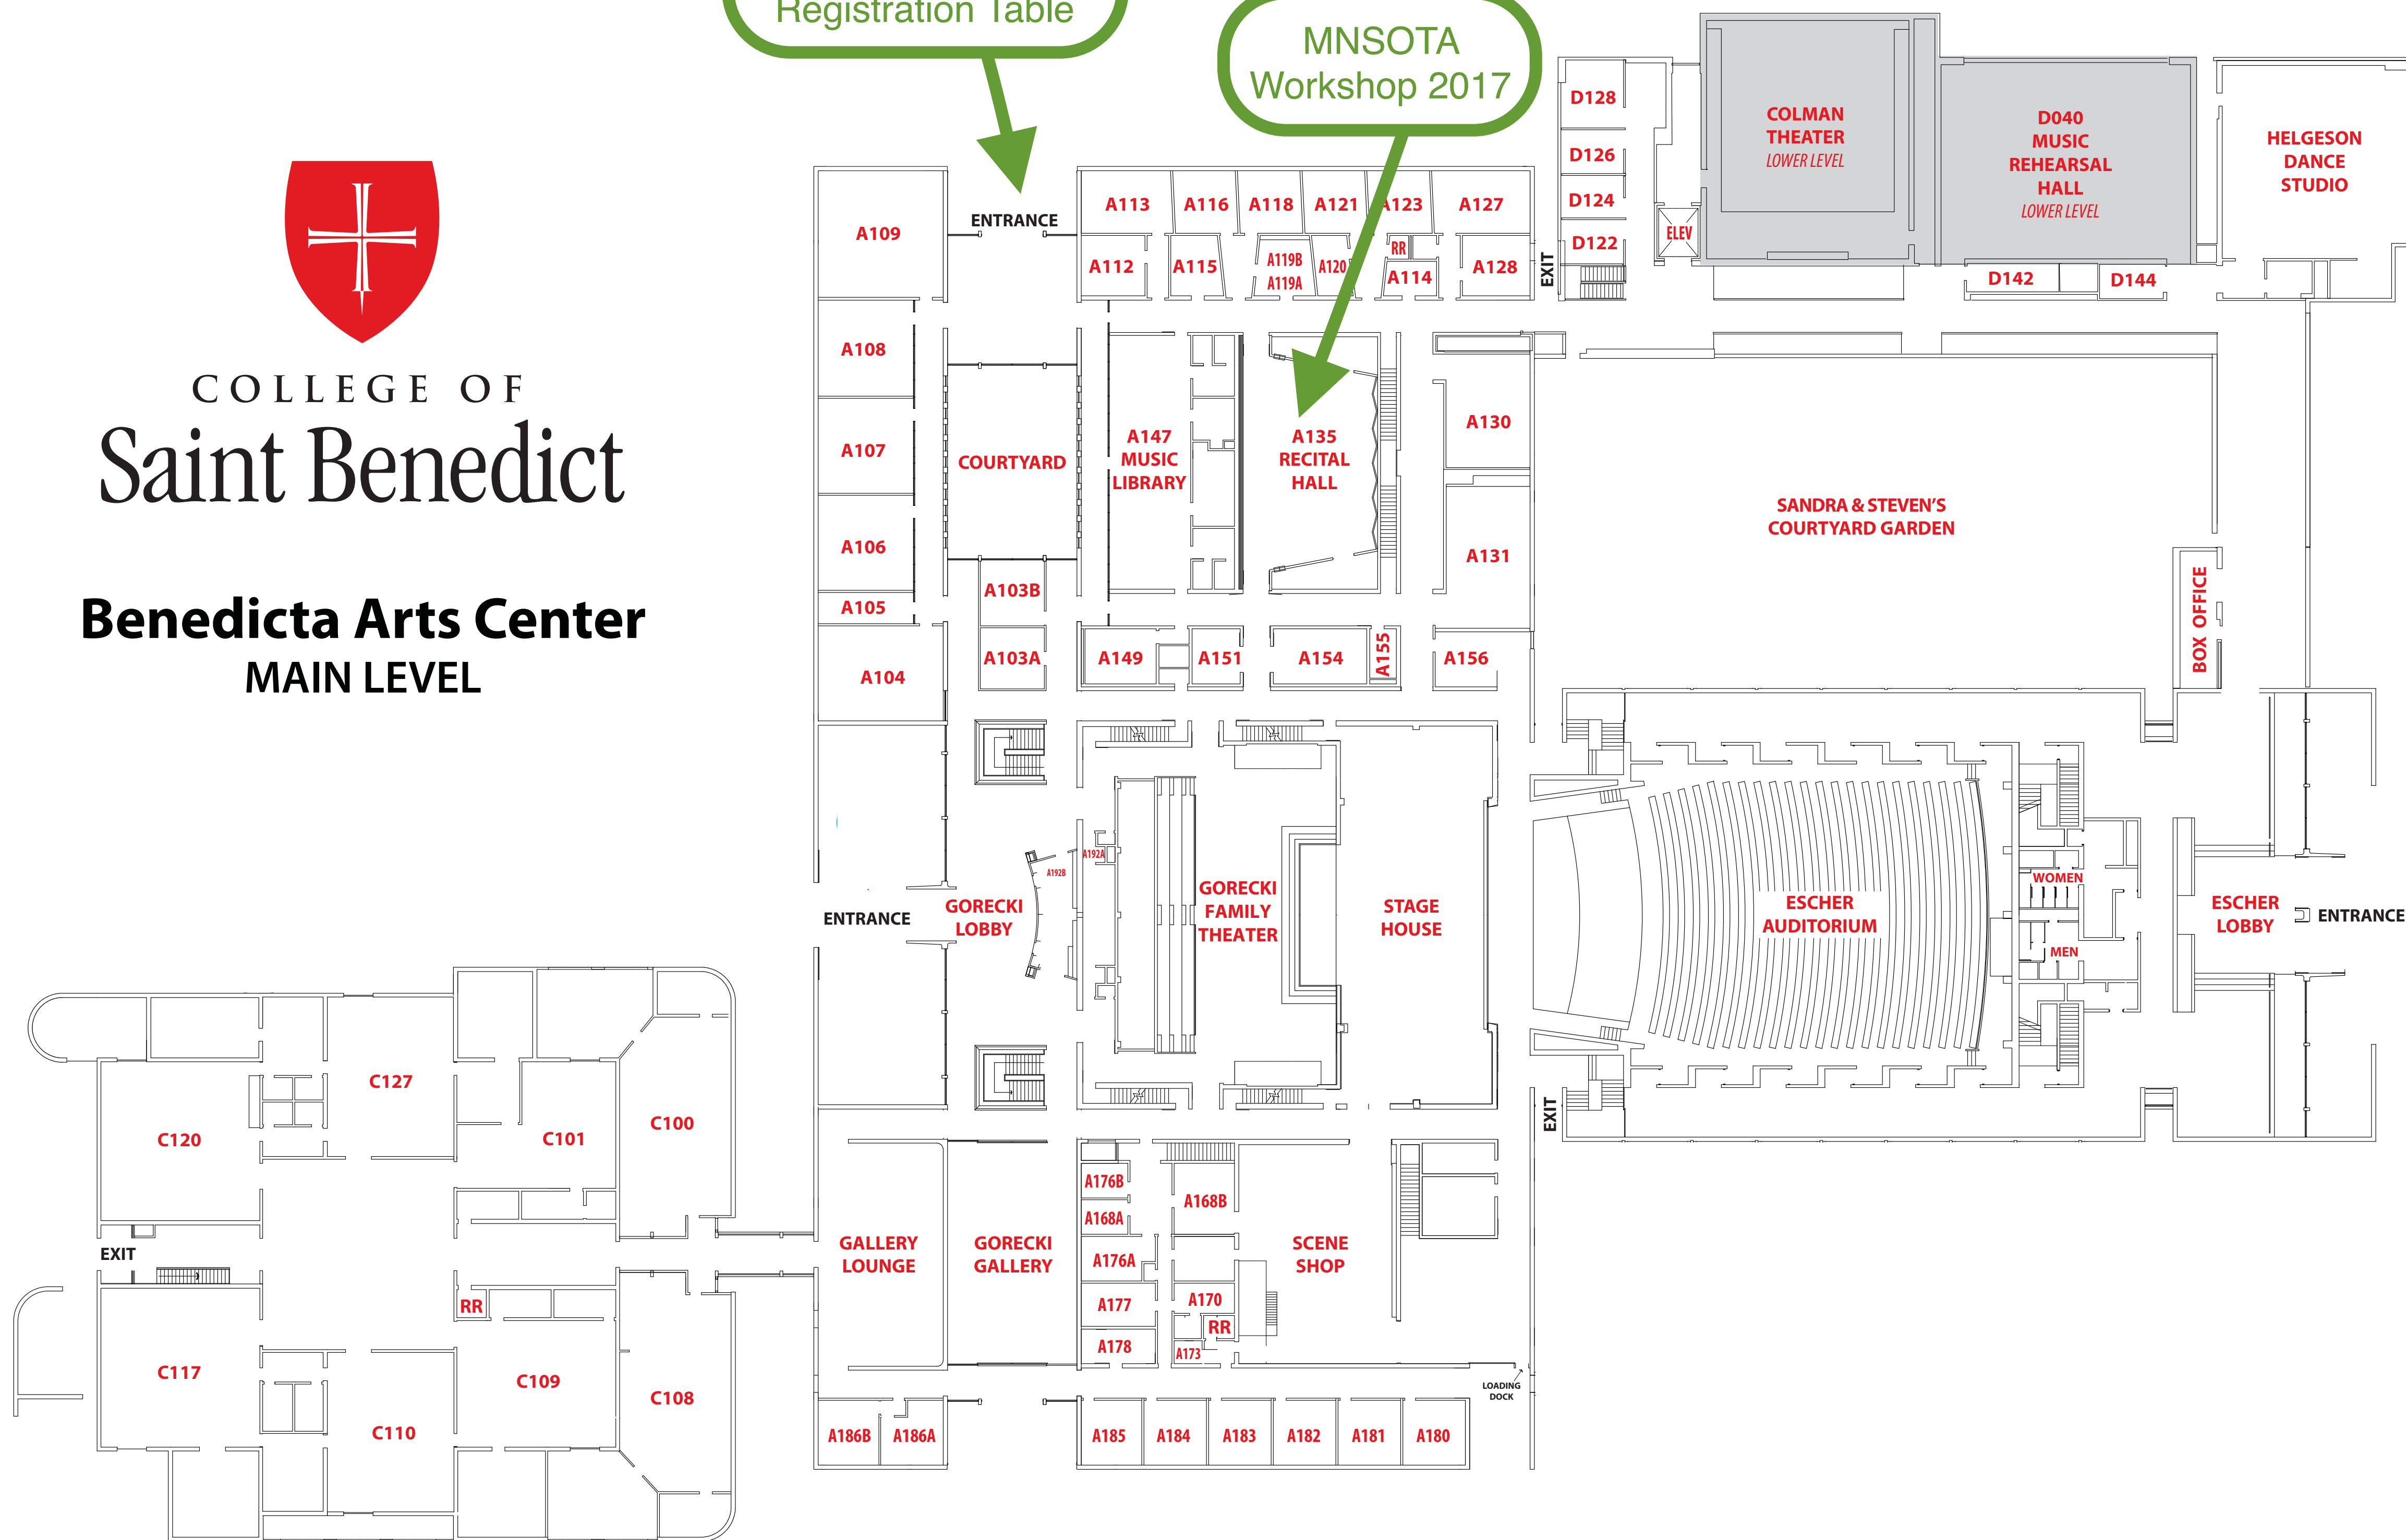 Registration Table
MNSOTA
Workshop 2017
COLLEGE OF
Saint Benedict
Benedicta Arts Center
MAIN LEVEL
D128
D126
D124
D122
ELEV
COLMAN
THEATER
LOWER LEVEL
D040
MUSIC
REHEARSAL
HALL
LOWER LEVEL
HELGESON
DANCE
STUDIO
D142
D144
A109
ENTRANCE
A113
A116
A118
A121
A123
A127
A112
A115
A119B
A119A
A120
RR
A114
A128
EXIT
A108
A107
A106
A105
A104
COURTYARD
A103B
A103A
A147
MUSIC
LIBRARY
A135
RECITAL
HALL
A130
A131
A149
A151
A154
A155
A156
SANDRA & STEVEN'S
COURTYARD GARDEN
BOX OFFICE
A192A
A192B
ENTRANCE
GORECKI
LOBBY
GORECKI
FAMILY
THEATER
STAGE
HOUSE
ESCHER
AUDITORIUM
WOMEN
MEN
ESCHER
LOBBY
ENTRANCE
EXIT
C127
C120
C101
C100
EXIT
RR
C117
C109
C108
C110
GALLERY
LOUNGE
GORECKI
GALLERY
A176B
A168A
A176A
A177
A178
A168B
A170
RR
A173
SCENE
SHOP
LOADING
DOCK
A186B
A186A
A185
A184
A183
A182
A181
A180